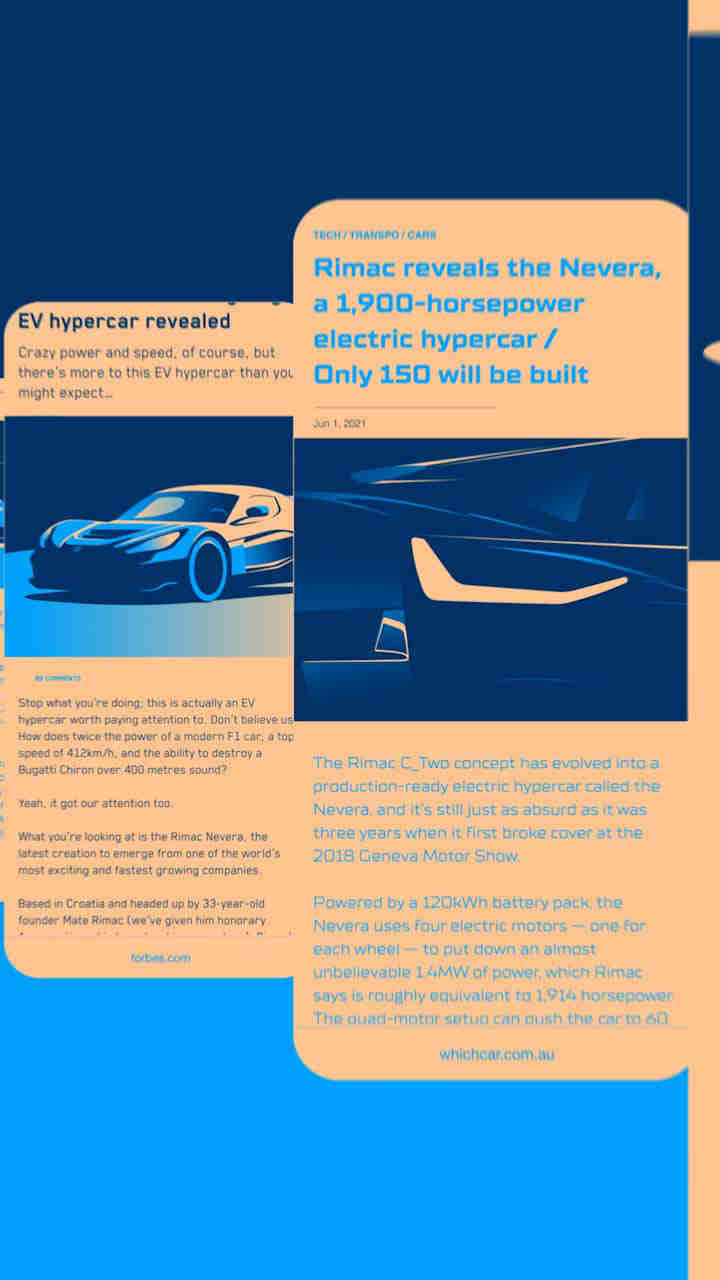 EV hypercar revealed
Crazy power and speed, of course, but
there's more to this EV hypercar than you
might expect...
COMMENTS
Stop what you're doing; this is actually an EV
hypercar worth paying attention to. Don't believe us
How does twice the power of a modern F1 car, a top
speed of 412km/h, and the ability to destroy a
Bugatti Chiron over 400 metres sound?
Yeah, it got our attention too.
What you're looking at is the Rimac Nevera, the
latest creation to emerge from one of the world's
most exciting and fastest growing companies.
Based in Croatia and headed up by 33-year-old
founder Mate Rimac (we've given him honorary
forbes.com
TECH / TRANSPO / CARS
Rimac reveals the Nevera,
a 1,900-horsepower
electric hypercar /
Only 150 will be built
Jun 1, 2021
The Rimac C_Two concept has evolved into a
production-ready electric hypercar called the
Nevera, and it's still just as absurd as it was
three years when it first broke cover at the
2018 Geneva Motor Show.
Powered by a 120kWh battery pack, the
Nevera uses four electric motors — one for
each wheel — to put down an almost
unbelievable 1.4MW of power, which Rimac
says is roughly equivalent to 1,914 horsepower.
The quad-motor setup can push the car to 60
whichcar.com.au